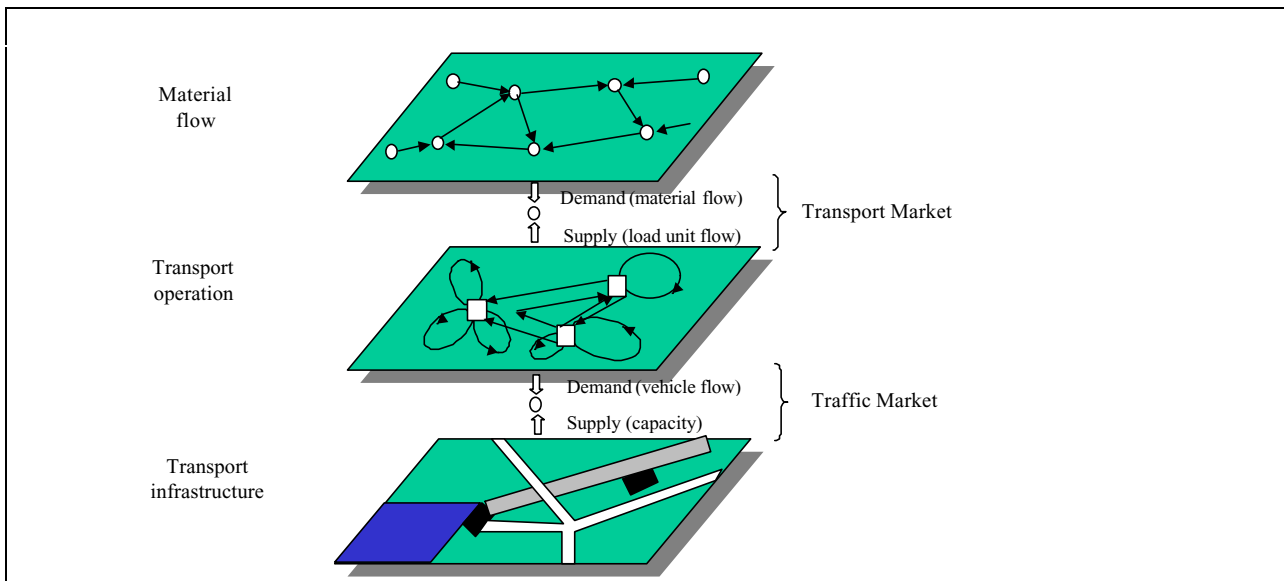 Material
flow
Demand (material flow)
Transport Market
Supply (load unit flow)
Transport
operation
Demand (vehicle flow)
Traffic Market
Supply (capacity)
Transport
infrastructure